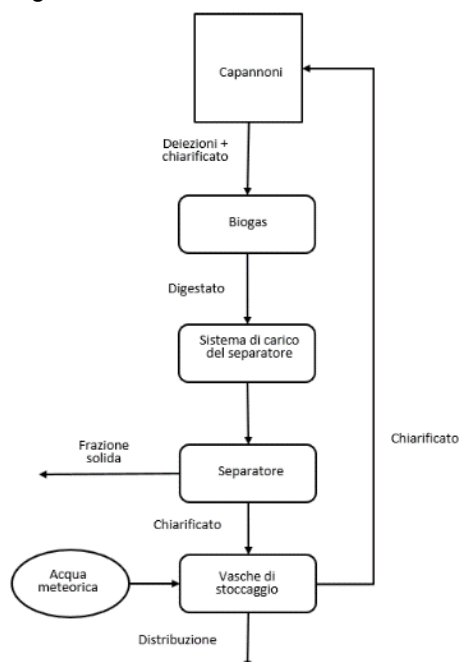 Capannoni
Deiezioni +
chiarificato
Biogas
Digestato
Sistema di carico
del separatore
Frazione
solida
Separatore
Chiarificato
Chiarificato
Acqua
meteorica
Vasche di
stoccaggio
Distribuzione